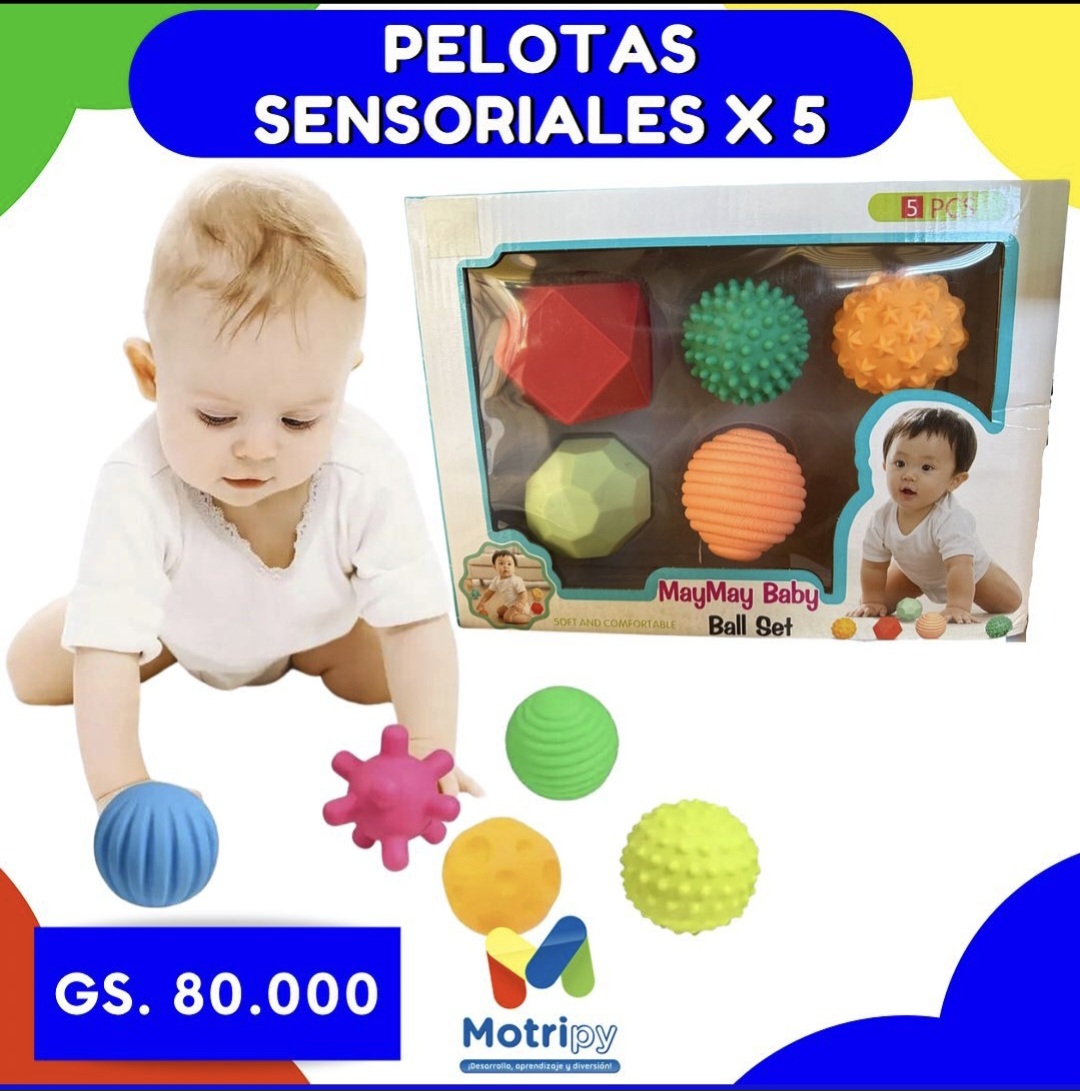 PELOTAS
SENSORIALES X 5
5 PCS
MayMay Baby
SOFT AND COMFORTABLE
Ball Set
GS. 80.000
Motripy
¡Desarrollo, aprendizaje y diversión!